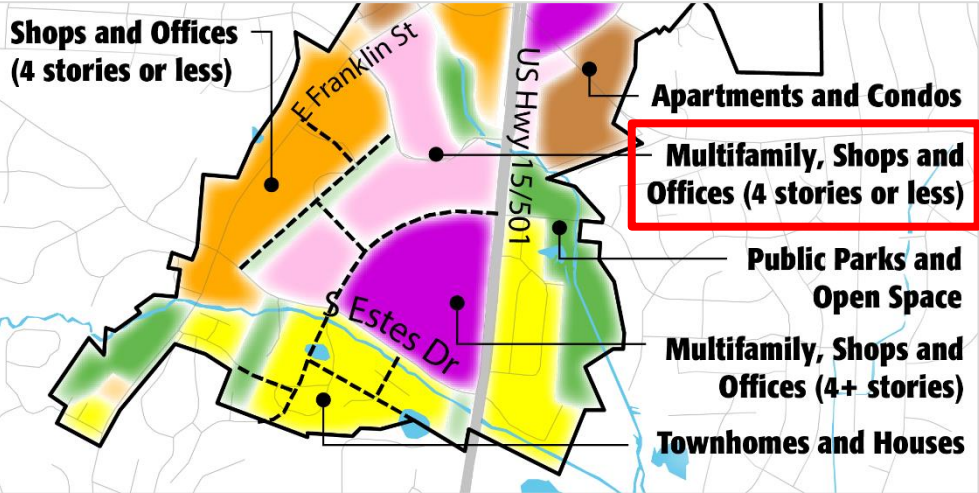 Shops and Offices
(4 stories or less)
E Franklin St
US Hwy 15/501
Apartments and Condos
Multifamily, Shops and
Offices (4 stories or less)
Public Parks and
Open Space
S Estes Dr
Multifamily, Shops and
Offices (4+ stories)
Townhomes and Houses